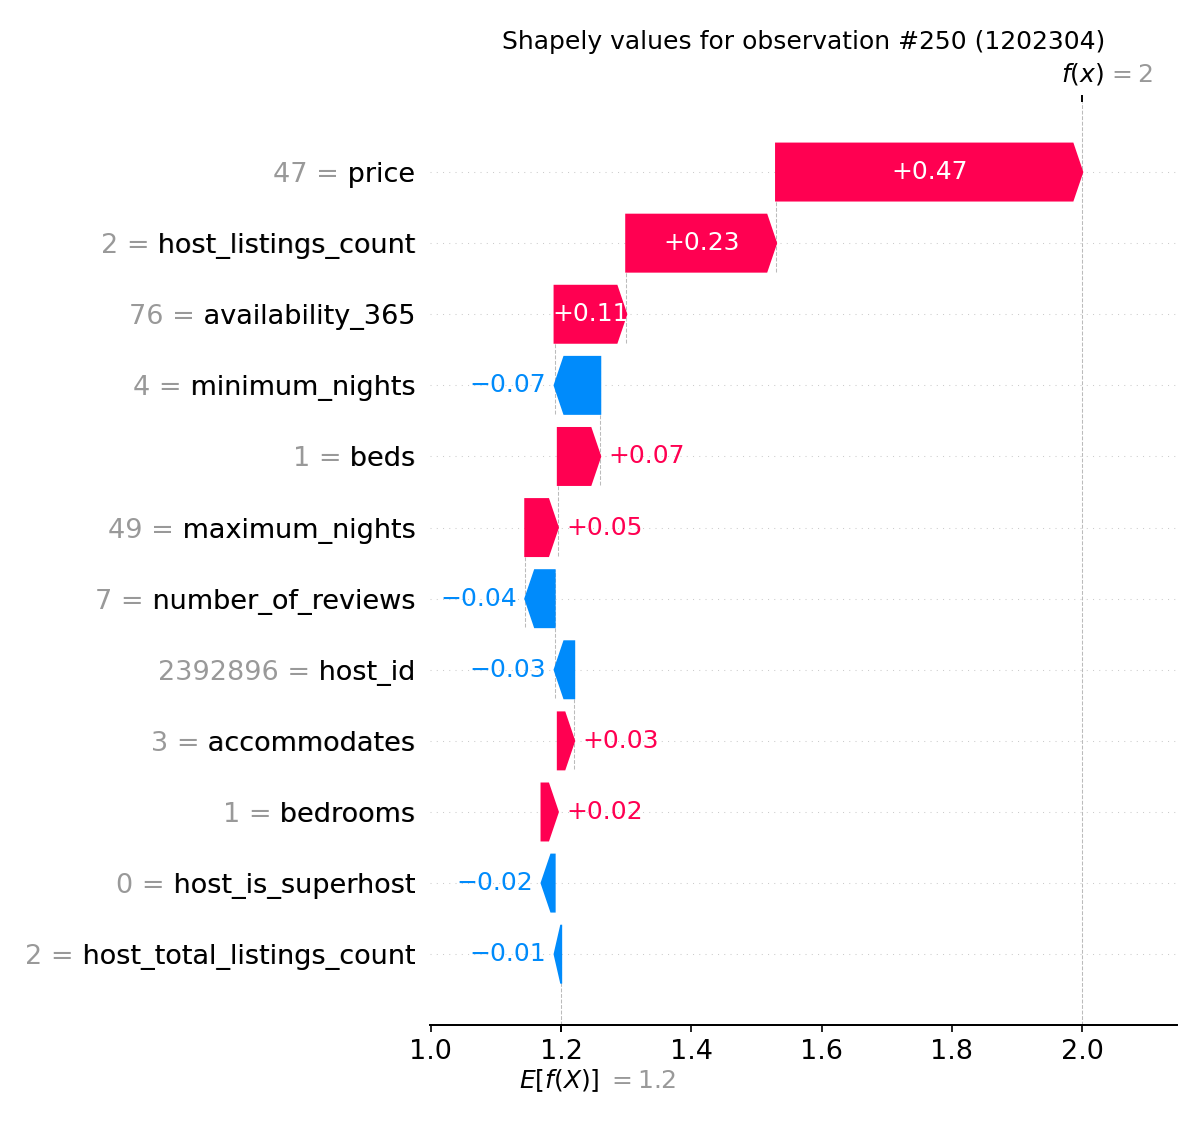 Shapely values for observation #250 (1202304)
f(x) = 2
47 = price +0.47
2 = host_listings_count +0.23
76 = availability_365 +0.11
4 = minimum_nights −0.07
1 = beds +0.07
49 = maximum_nights +0.05
7 = number_of_reviews −0.04
2392896 = host_id −0.03
3 = accommodates +0.03
1 = bedrooms +0.02
0 = host_is_superhost −0.02
2 = host_total_listings_count −0.01
1.0 1.2 1.4 1.6 1.8 2.0
E[f(X)] = 1.2